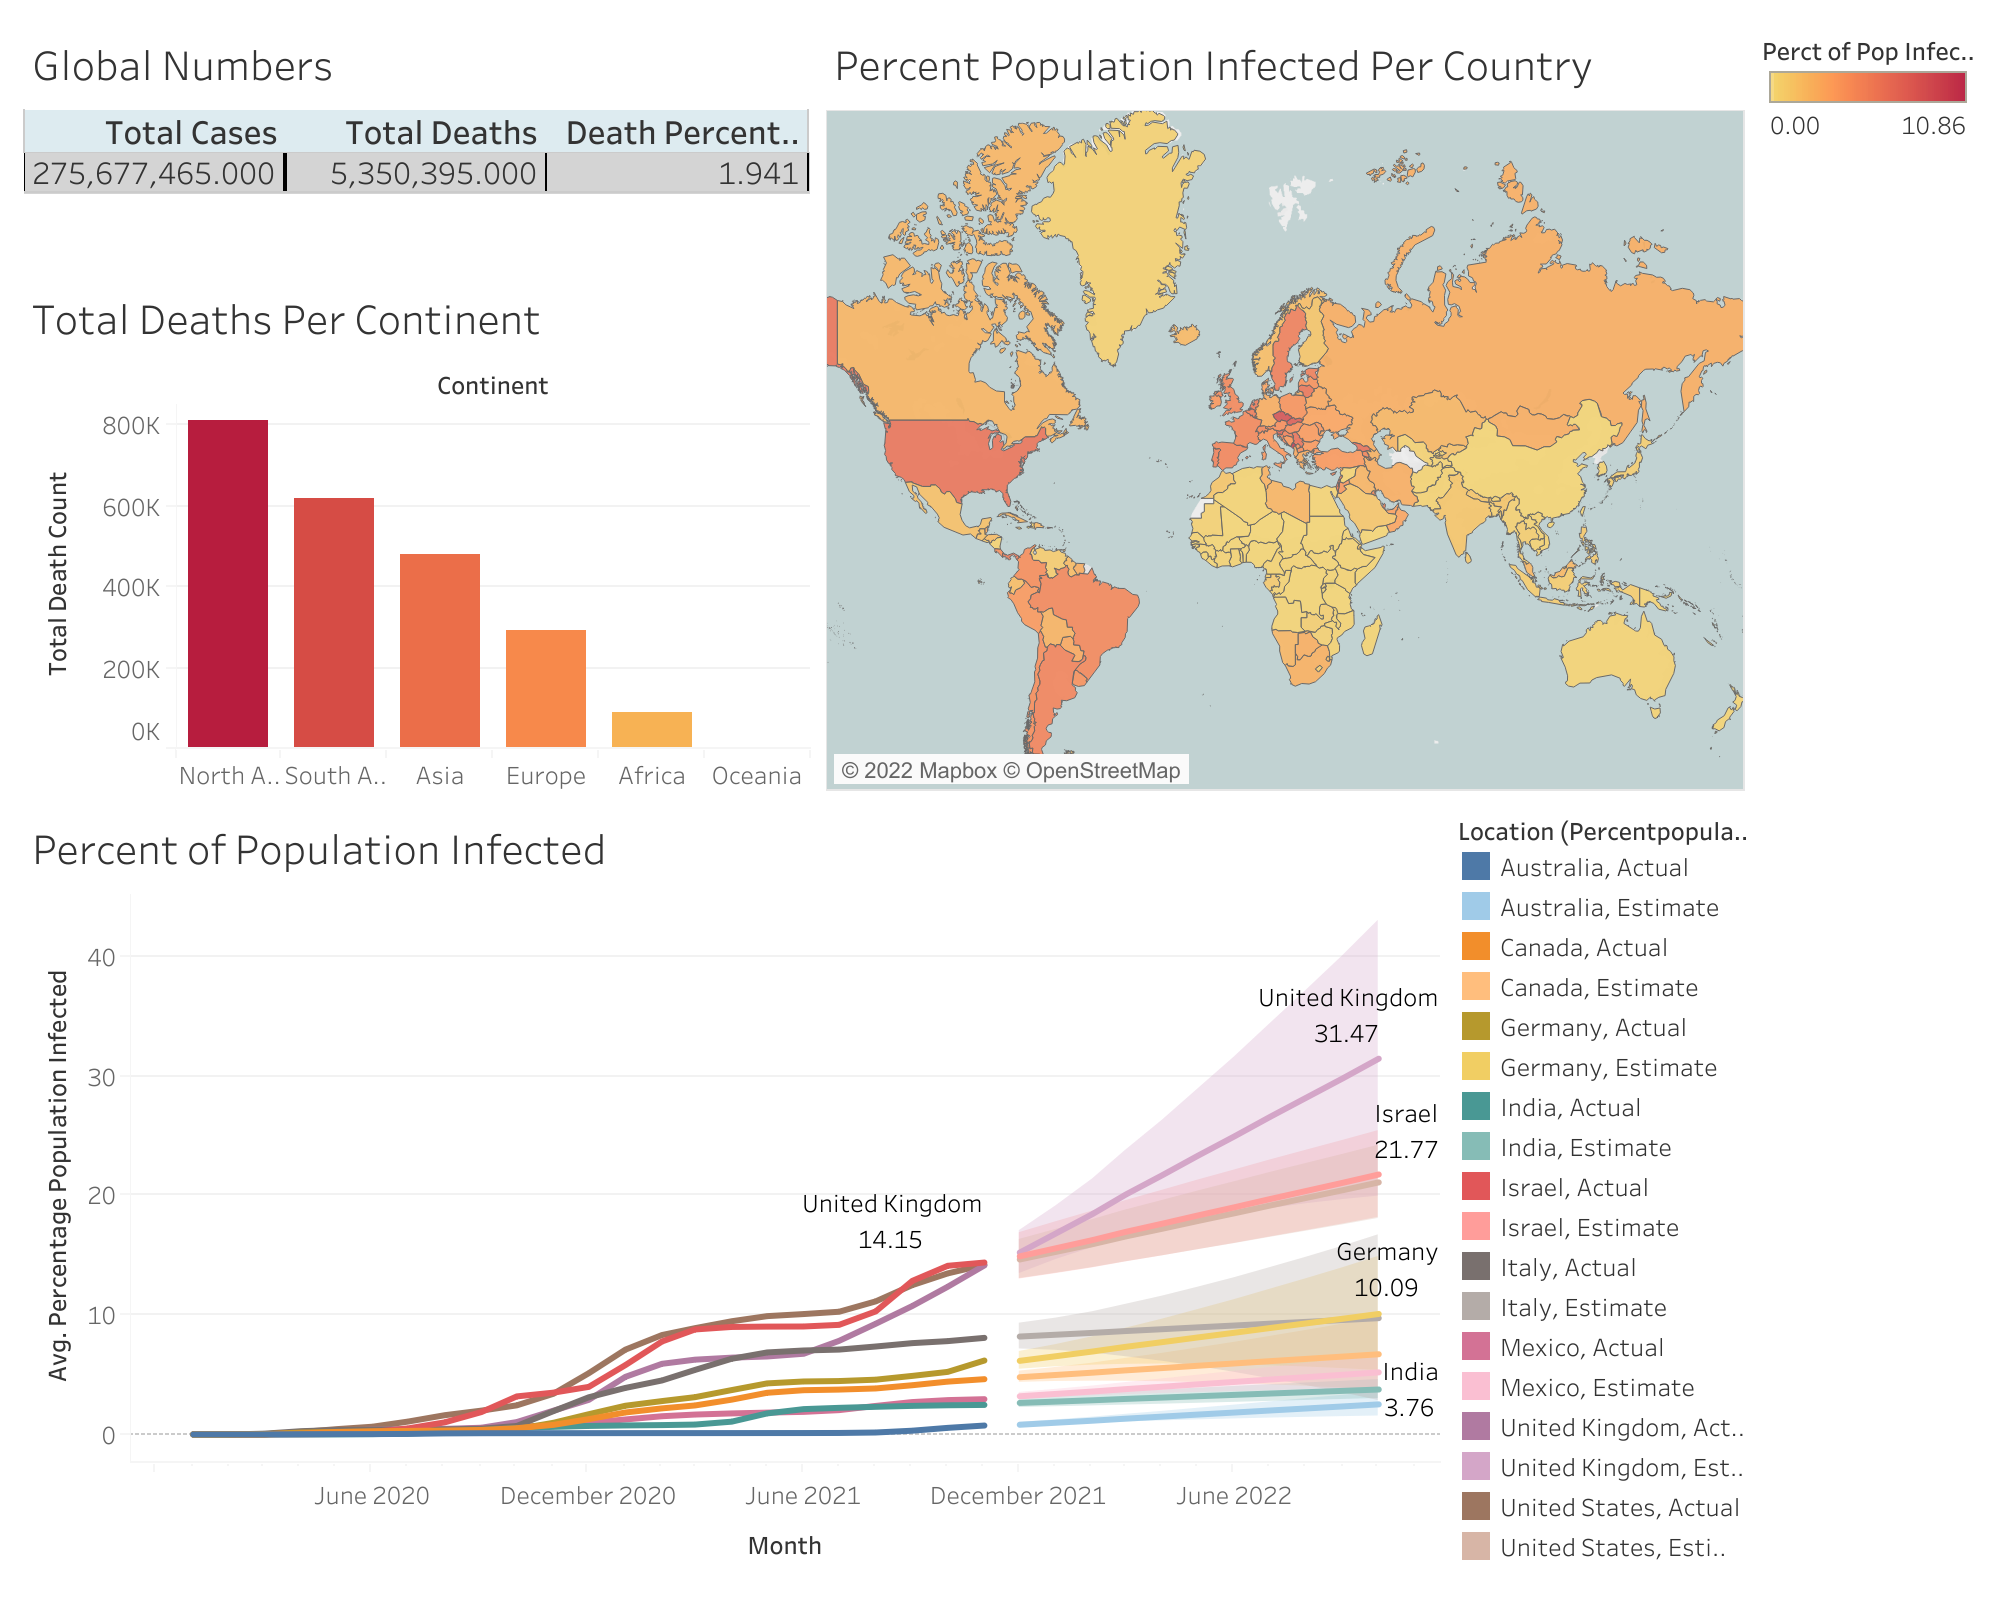 Global Numbers
Total Cases Total Deaths Death Percent..
275,677,465.000 5,350,395.000 1.941
Total Deaths Per Continent
Continent
Total Death Count
800K
600K
400K
200K
0K
North A.. South A.. Asia Europe Africa Oceania
Percent Population Infected Per Country
© 2022 Mapbox © OpenStreetMap
Perct of Pop Infec..
0.00 10.86
Percent of Population Infected
Avg. Percentage Population Infected
40
30
20
10
0
United Kingdom
14.15
United Kingdom
31.47
Israel
21.77
Germany
10.09
India
3.76
June 2020 December 2020 June 2021 December 2021 June 2022
Month
Location (Percentpopula..
Australia, Actual
Australia, Estimate
Canada, Actual
Canada, Estimate
Germany, Actual
Germany, Estimate
India, Actual
India, Estimate
Israel, Actual
Israel, Estimate
Italy, Actual
Italy, Estimate
Mexico, Actual
Mexico, Estimate
United Kingdom, Act..
United Kingdom, Est..
United States, Actual
United States, Esti..